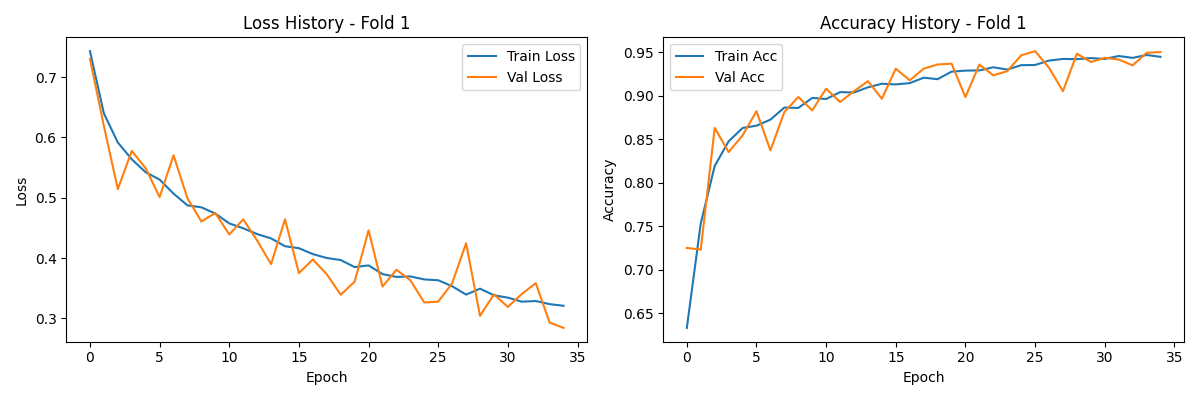 Loss History - Fold 1
Train Loss
Val Loss
0.7
0.6
0.5
0.4
0.3
Loss
0 5 10 15 20 25 30 35
Epoch
Accuracy History - Fold 1
Train Acc
Val Acc
0.95
0.90
0.85
0.80
0.75
0.70
0.65
Accuracy
0 5 10 15 20 25 30 35
Epoch